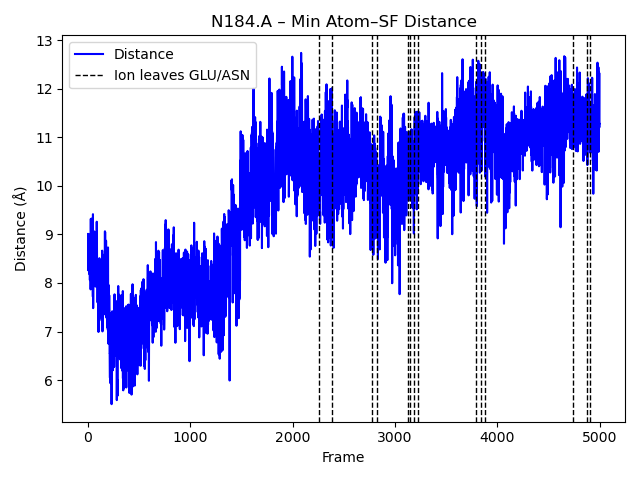 N184.A – Min Atom–SF Distance
Distance
Ion leaves GLU/ASN
13
12
11
10
9
8
7
6
Distance (Å)
0 1000 2000 3000 4000 5000
Frame